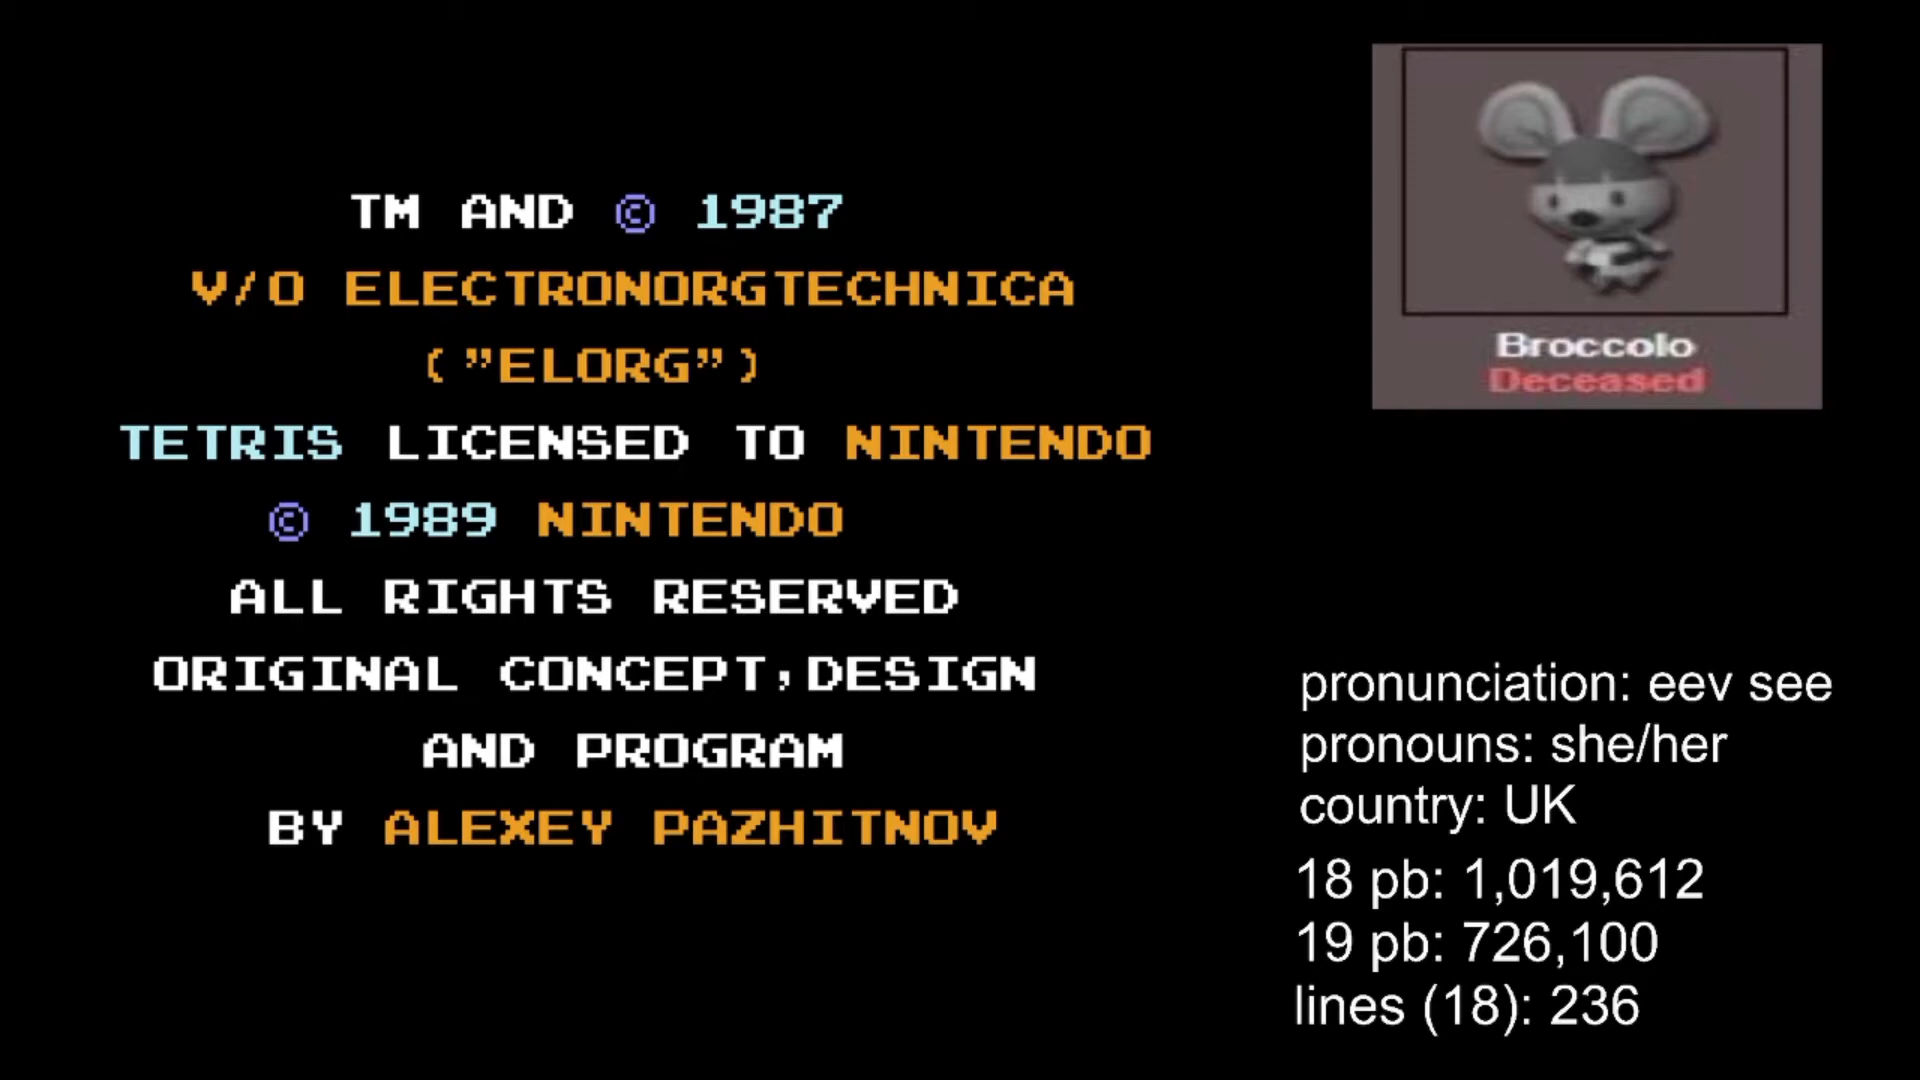 TM AND © 1987
V/O ELECTRONORGTECHNICA
("ELORG")
TETRIS LICENSED TO NINTENDO
© 1989 NINTENDO
ALL RIGHTS RESERVED
ORIGINAL CONCEPT,DESIGN
AND PROGRAM
BY ALEXEY PAZHITNOV
Broccolo
Deceased
pronunciation: eev see
pronouns: she/her
country: UK
18 pb: 1,019,612
19 pb: 726,100
lines (18): 236